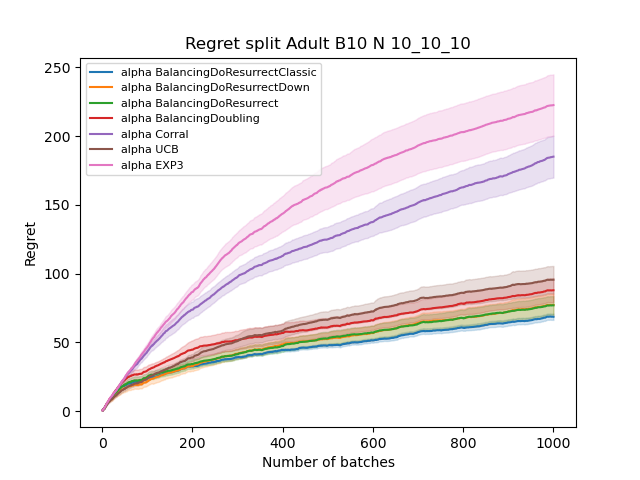 Regret split Adult B10 N 10_10_10
250
200
150
100
50
0
Regret
alpha BalancingDoResurrectClassic
alpha BalancingDoResurrectDown
alpha BalancingDoResurrect
alpha BalancingDoubling
alpha Corral
alpha UCB
alpha EXP3
0 200 400 600 800 1000
Number of batches